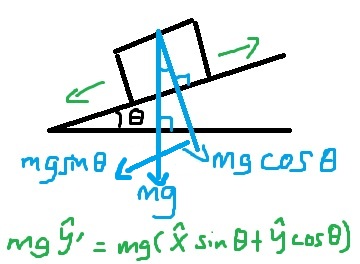 θ
mg sin θ
mg cos θ
mg
mg ŷ' = mg(x̂ sin θ + ŷ cos θ)